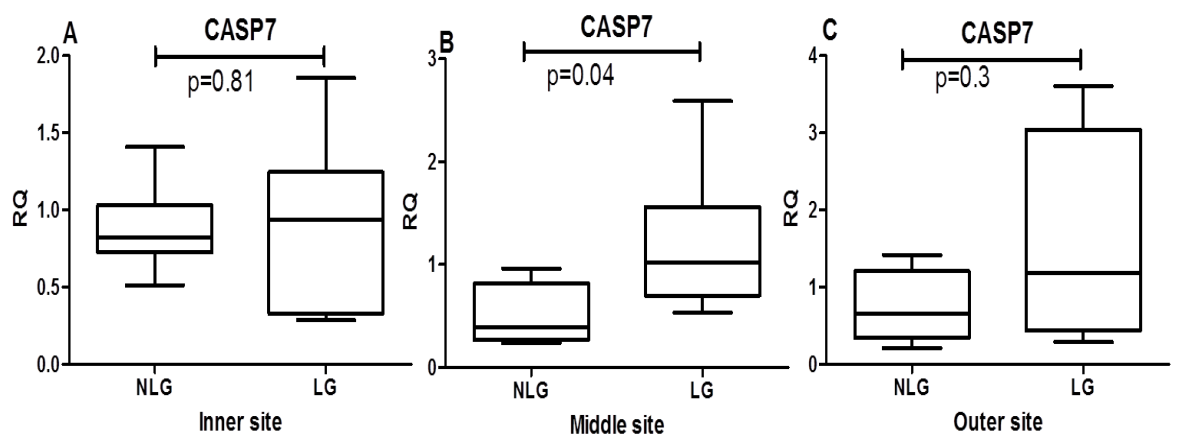 A
CASP7
p=0.81
2.0
1.5
1.0
0.5
0.0
RQ
NLG
LG
Inner site
B
CASP7
p=0.04
3
2
1
0
RQ
NLG
LG
Middle site
C
CASP7
p=0.3
4
3
2
1
0
RQ
NLG
LG
Outer site